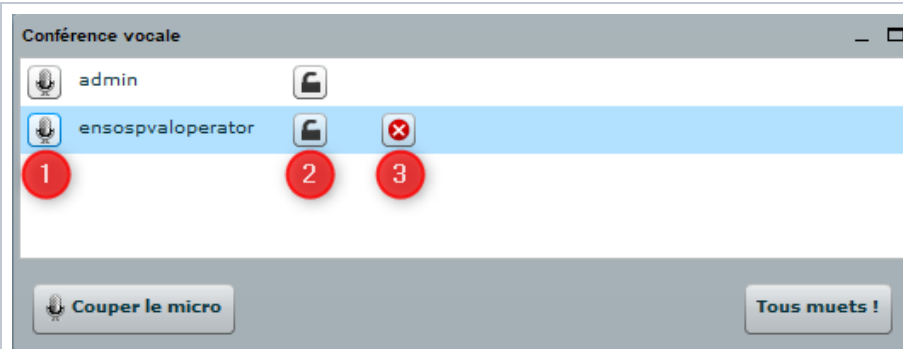 Conférence vocale
admin
ensospvaloperator
1 2 3
Couper le micro Tous muets !